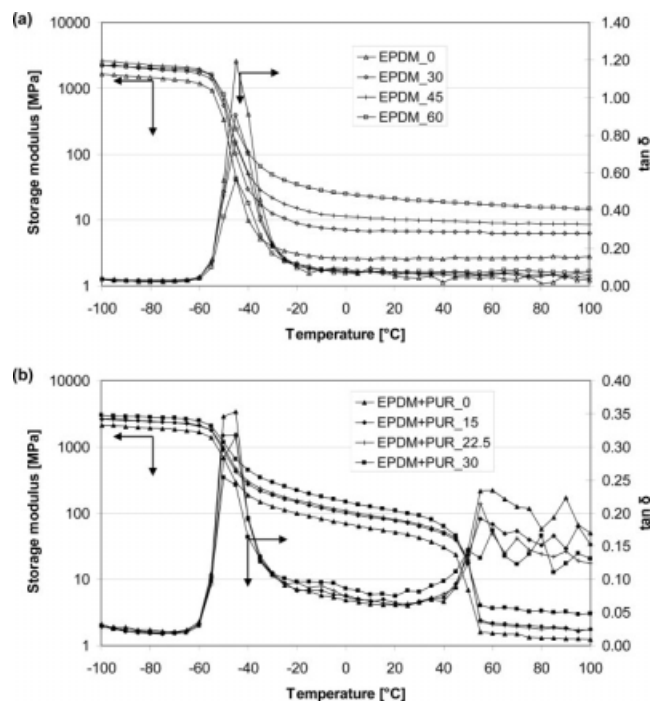 (a)
10000 1.40
1000 1.20
100 1.00
10 0.80
1 0.60
0.40
0.20
0.00
Storage modulus [MPa]
tan δ
EPDM_0
EPDM_30
EPDM_45
EPDM_60
-100 -80 -60 -40 -20 0 20 40 60 80 100
Temperature [°C]
(b)
10000 0.40
1000 0.35
100 0.30
10 0.25
1 0.20
0.15
0.10
0.05
0.00
Storage modulus [MPa]
tan δ
EPDM+PUR_0
EPDM+PUR_15
EPDM+PUR_22.5
EPDM+PUR_30
-100 -80 -60 -40 -20 0 20 40 60 80 100
Temperature [°C]